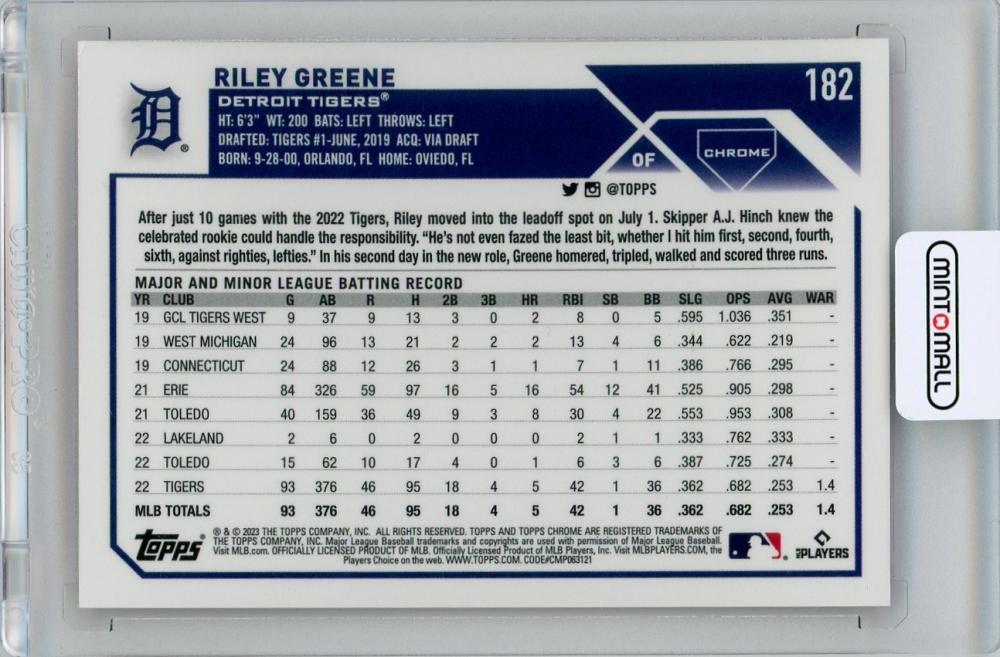 RILEY GREENE
182
DETROIT TIGERS®
HT: 6'3" WT: 200 BATS: LEFT THROWS: LEFT
DRAFTED: TIGERS #1-JUNE, 2019 ACQ: VIA DRAFT
BORN: 9-28-00, ORLANDO, FL HOME: OVIEDO, FL
OF
CHROME
@TOPPS
After just 10 games with the 2022 Tigers, Riley moved into the leadoff spot on July 1. Skipper A.J. Hinch knew the
celebrated rookie could handle the responsibility. "He's not even fazed the least bit, whether I hit him first, second, fourth,
sixth, against righties, lefties." In his second day in the new role, Greene homered, tripled, walked and scored three runs.
MAJOR AND MINOR LEAGUE BATTING RECORD
YR CLUB G AB R H 2B 3B HR RBI SB BB SLG OPS AVG WAR
19 GCL TIGERS WEST 9 37 9 13 3 0 2 8 0 5 .595 1.036 .351 -
19 WEST MICHIGAN 24 96 13 21 2 2 2 13 4 6 .344 .622 .219 -
19 CONNECTICUT 24 88 12 26 3 1 1 7 1 11 .386 .766 .295 -
21 ERIE 84 326 59 97 16 5 16 54 12 41 .525 .905 .298 -
21 TOLEDO 40 159 36 49 9 3 8 30 4 22 .553 .953 .308 -
22 LAKELAND 2 6 0 2 0 0 0 2 1 1 .333 .762 .333 -
22 TOLEDO 15 62 10 17 4 0 1 6 3 6 .387 .725 .274 -
22 TIGERS 93 376 46 95 18 4 5 42 1 36 .362 .682 .253 1.4
MLB TOTALS 93 376 46 95 18 4 5 42 1 36 .362 .682 .253 1.4
topps®
® & © 2023 THE TOPPS COMPANY, INC. ALL RIGHTS RESERVED. TOPPS AND TOPPS CHROME ARE REGISTERED TRADEMARKS OF
THE TOPPS COMPANY, INC. Major League Baseball trademarks and copyrights are used with permission of Major League Baseball.
Visit MLB.com. OFFICIALLY LICENSED PRODUCT OF MLB. Officially Licensed Product of MLB Players, Inc. Visit MLBPLAYERS.COM, the
Players Choice on the web. WWW.TOPPS.COM. CODE#CMP063121
PLAYERS
MINTOMALL